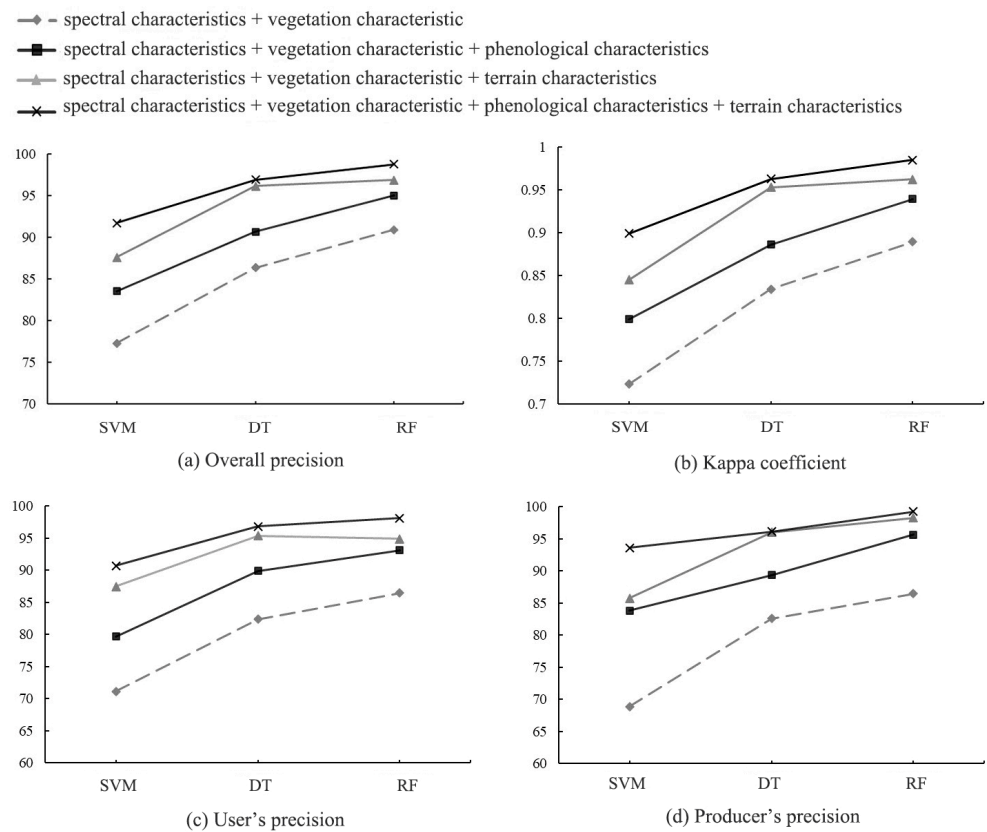 spectral characteristics + vegetation characteristic
spectral characteristics + vegetation characteristic + phenological characteristics
spectral characteristics + vegetation characteristic + terrain characteristics
spectral characteristics + vegetation characteristic + phenological characteristics + terrain characteristics
100
95
90
85
80
75
70
SVM DT RF
(a) Overall precision
1
0.95
0.9
0.85
0.8
0.75
0.7
SVM DT RF
(b) Kappa coefficient
100
95
90
85
80
75
70
65
60
SVM DT RF
(c) User's precision
100
95
90
85
80
75
70
65
60
SVM DT RF
(d) Producer's precision